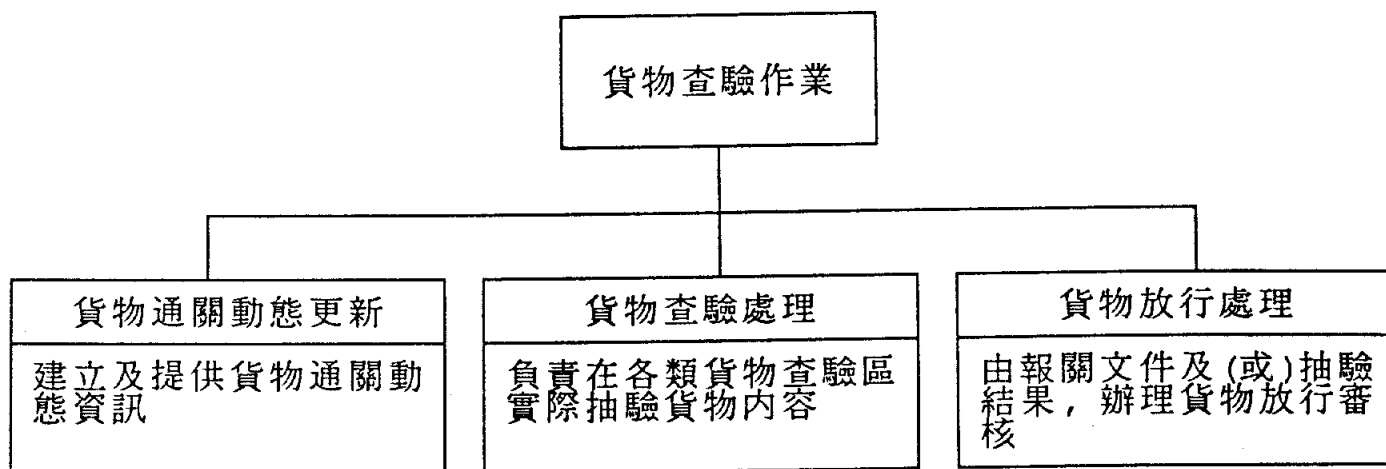 貨物查驗作業
貨物通關動態更新
建立及提供貨物通關動
態資訊
貨物查驗處理
負責在各類貨物查驗區
實際抽驗貨物内容
貨物放行處理
由報關文件及(或)抽驗
結果，辦理貨物放行審
核